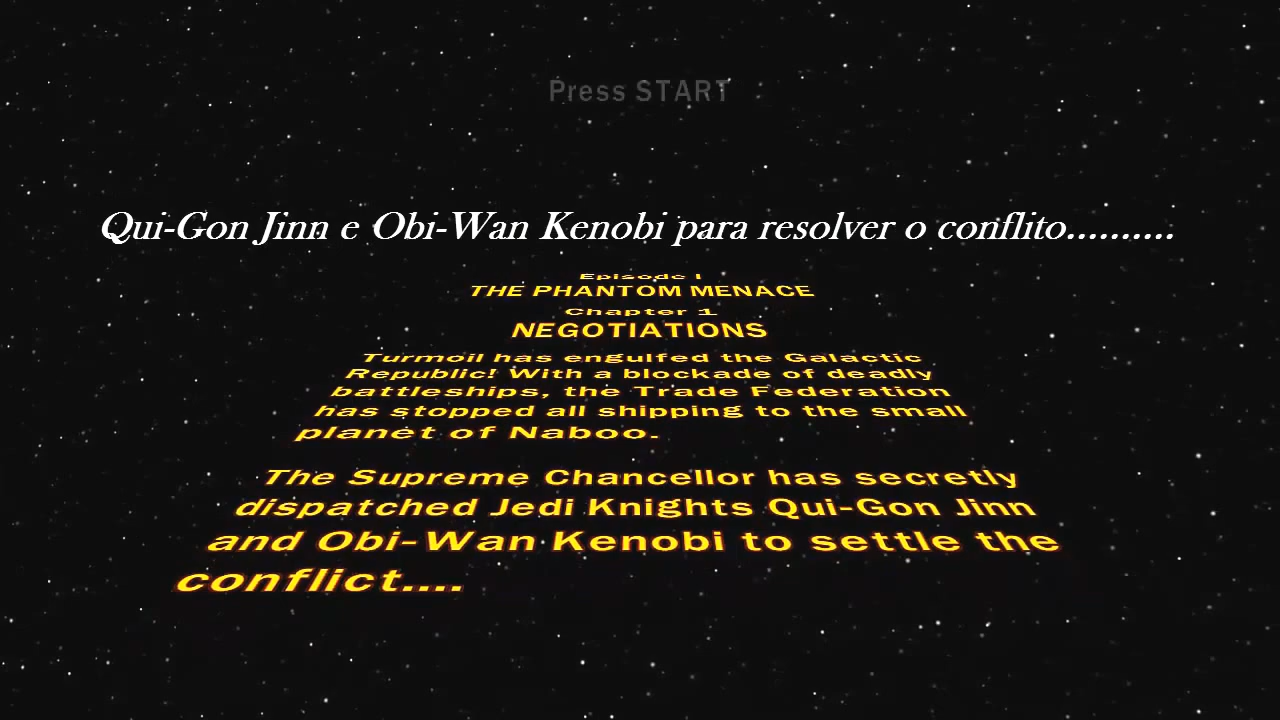 Press START
Qui-Gon Jinn e Obi-Wan Kenobi para resolver o conflito..........
Episode I
THE PHANTOM MENACE
Chapter 1
NEGOTIATIONS
Turmoil has engulfed the Galactic
Republic! With a blockade of deadly
battleships, the Trade Federation
has stopped all shipping to the small
planet of Naboo.
The Supreme Chancellor has secretly
dispatched Jedi Knights Qui-Gon Jinn
and Obi-Wan Kenobi to settle the
conflict....